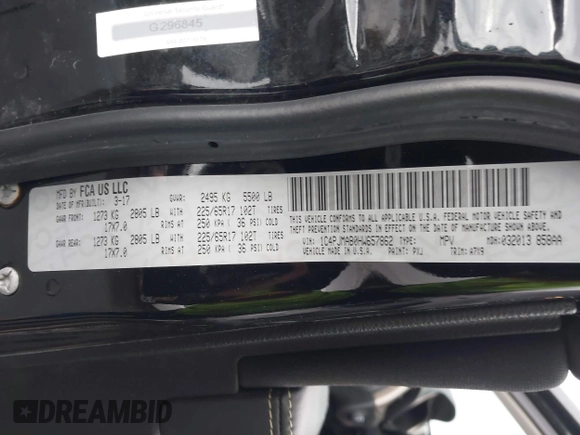 G296845
MFD BY FCA US LLC
DATE OF MFR(BUILT): 3-17 GVWR: 2495 KG 5500 LB
GAWR FRONT: 1273 KG 2805 LB WITH 225/65R17 102T TIRES
17X7.0 RIMS AT 250 KPA ( 36 PSI) COLD
GAWR REAR: 1273 KG 2805 LB WITH 225/65R17 102T TIRES
17X7.0 RIMS AT 250 KPA ( 36 PSI) COLD
THIS VEHICLE CONFORMS TO ALL APPLICABLE U.S.A. FEDERAL MOTOR VEHICLE SAFETY AND
THEFT PREVENTION STANDARDS IN EFFECT ON THE DATE OF MANUFACTURE SHOWN ABOVE.
VIN: TYPE: MPV MDH: 032013 858AA
VEHICLE MADE IN U.S.A. PAINT: PXJ TRIM:
DREAMBID